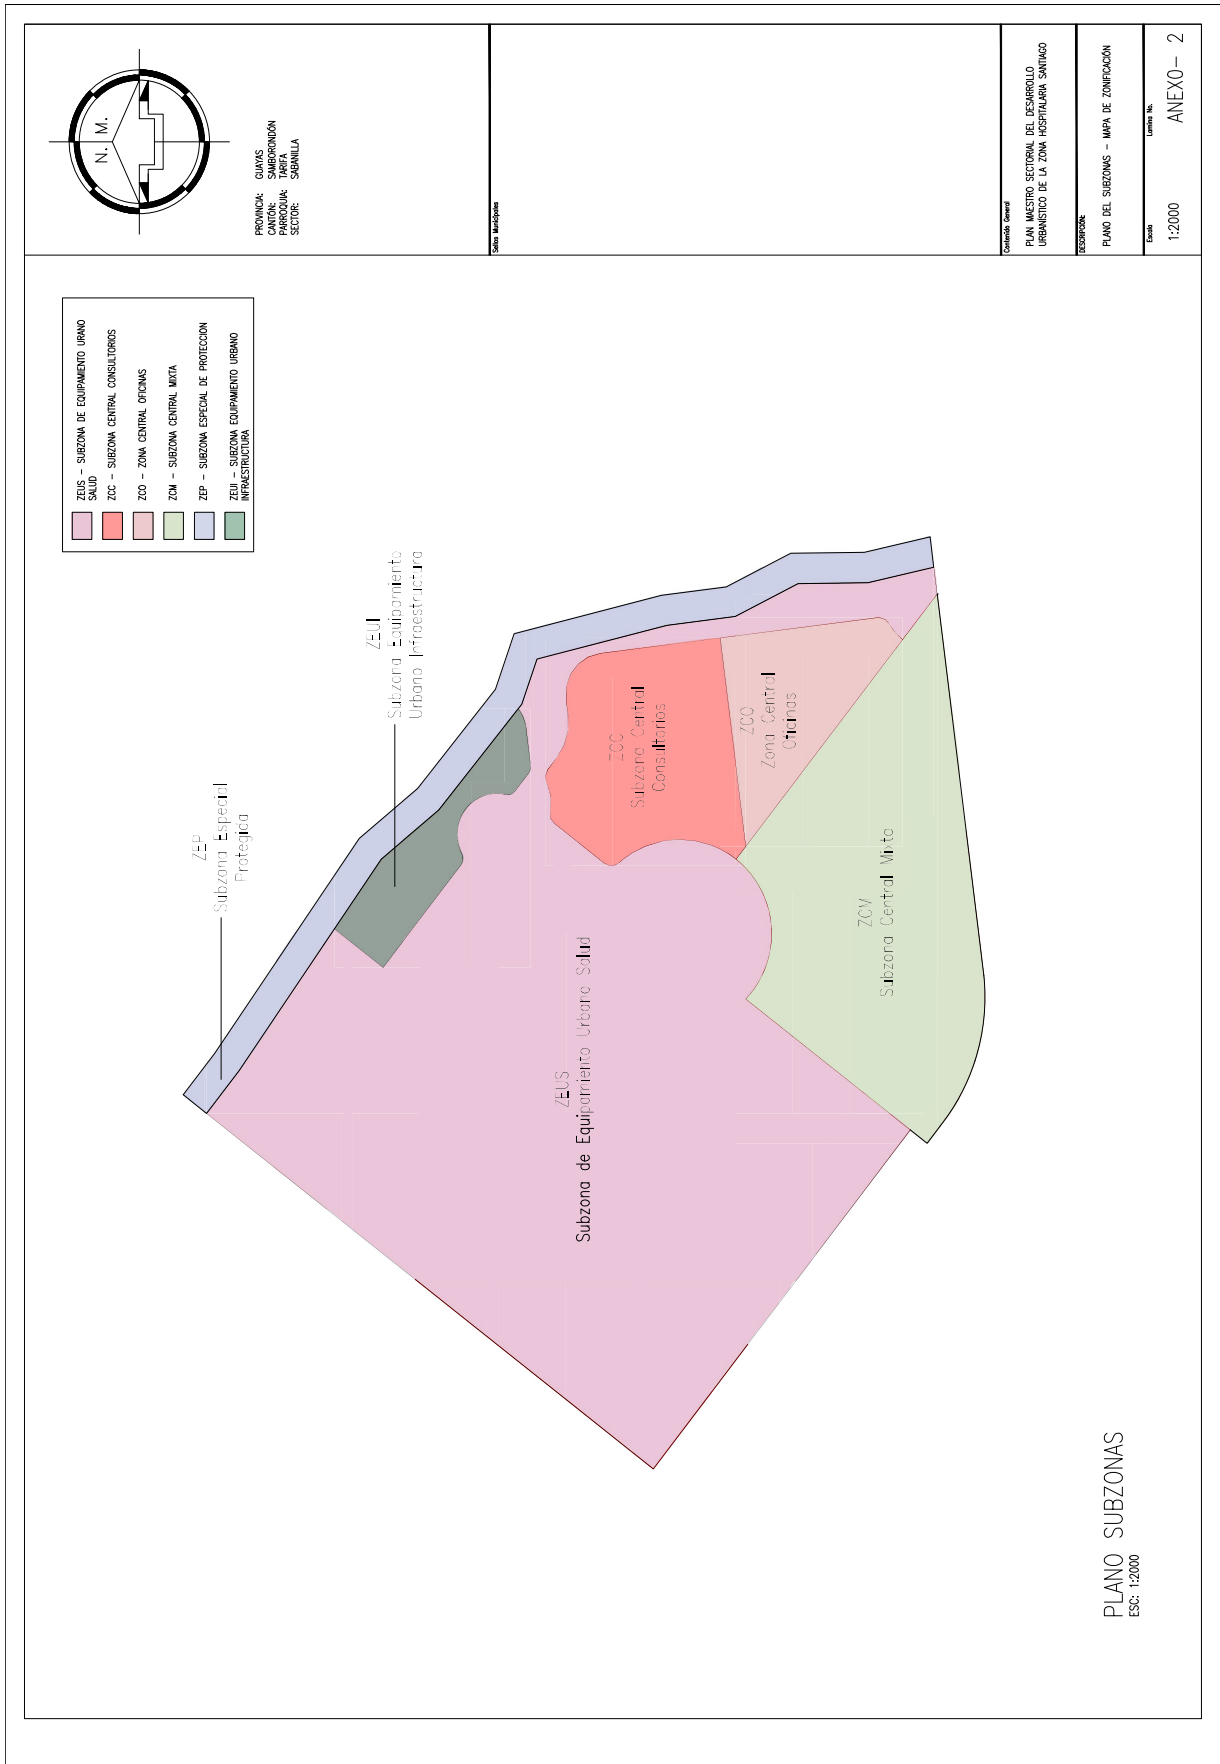 N. M.
PROVINCIA: GUAYAS
CANTÓN: SAMBORONDÓN
PARROQUIA: TARIFA
SECTOR: SABANILLA
Sellos Municipales
Contenido General
PLAN MAESTRO SECTORIAL DEL DESARROLLO
URBANÍSTICO DE LA ZONA HOSPITALARIA SANTIAGO
DESCRIPCIÓN:
PLANO DEL SUBZONAS - MAPA DE ZONIFICACIÓN
Escala
1:2000
Lamina No.
ANEXO- 2
ZEUS - SUBZONA DE EQUIPAMIENTO URANO
SALUD
ZCC - SUBZONA CENTRAL CONSULTORIOS
ZCO - ZONA CENTRAL OFICINAS
ZCM - SUBZONA CENTRAL MIXTA
ZEP - SUBZONA ESPECIAL DE PROTECCION
ZEUI - SUBZONA EQUIPAMIENTO URBANO
INFRAESTRUCTURA
ZEP
Subzona Especial
Protegida
ZEUI
Subzona Equipamiento
Urbano Infraestructura
ZCC
Subzona Central
Consultorios
ZCO
Zona Central
Oficinas
ZCM
Subzona Central Mixta
ZEUS
Subzona de Equipamiento Urbano Salud
PLANO SUBZONAS
ESC: 1:2000